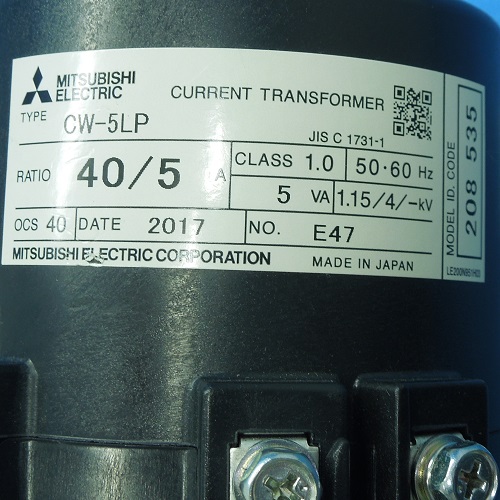 MITSUBISHI
ELECTRIC
CURRENT TRANSFORMER
TYPE CW-5LP
JIS C 1731-1
RATIO 40/5 A
CLASS 1.0 50·60 Hz
5 VA 1.15/4/-kV
OCS 40 DATE 2017 NO. E47
MITSUBISHI ELECTRIC CORPORATION MADE IN JAPAN
MODEL ID. CODE
208 535
LE200N951H03